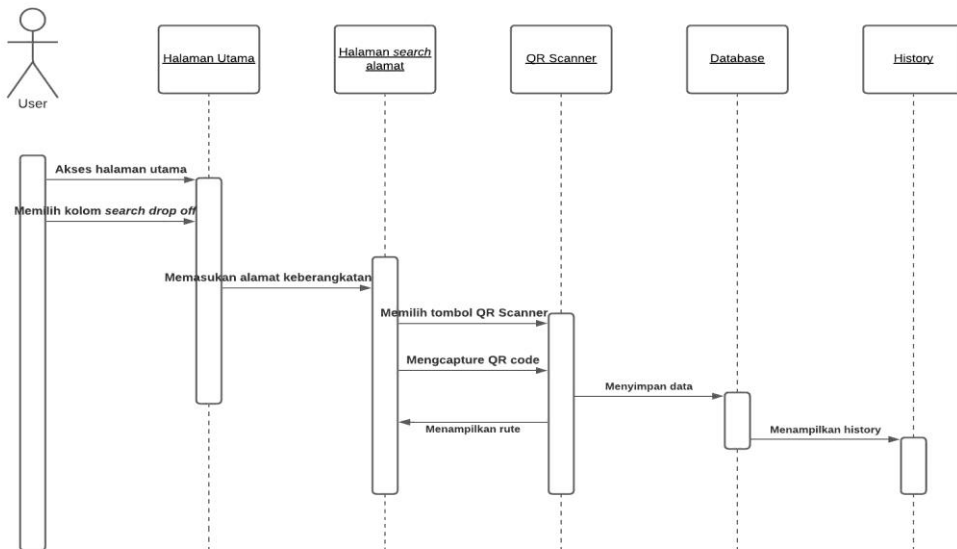 User
Halaman Utama
Halaman search
alamat
QR Scanner
Database
History
Akses halaman utama
Memilih kolom search drop off
Memasukan alamat keberangkatan
Memilih tombol QR Scanner
Mengcapture QR code
Menyimpan data
Menampilkan rute
Menampilkan history